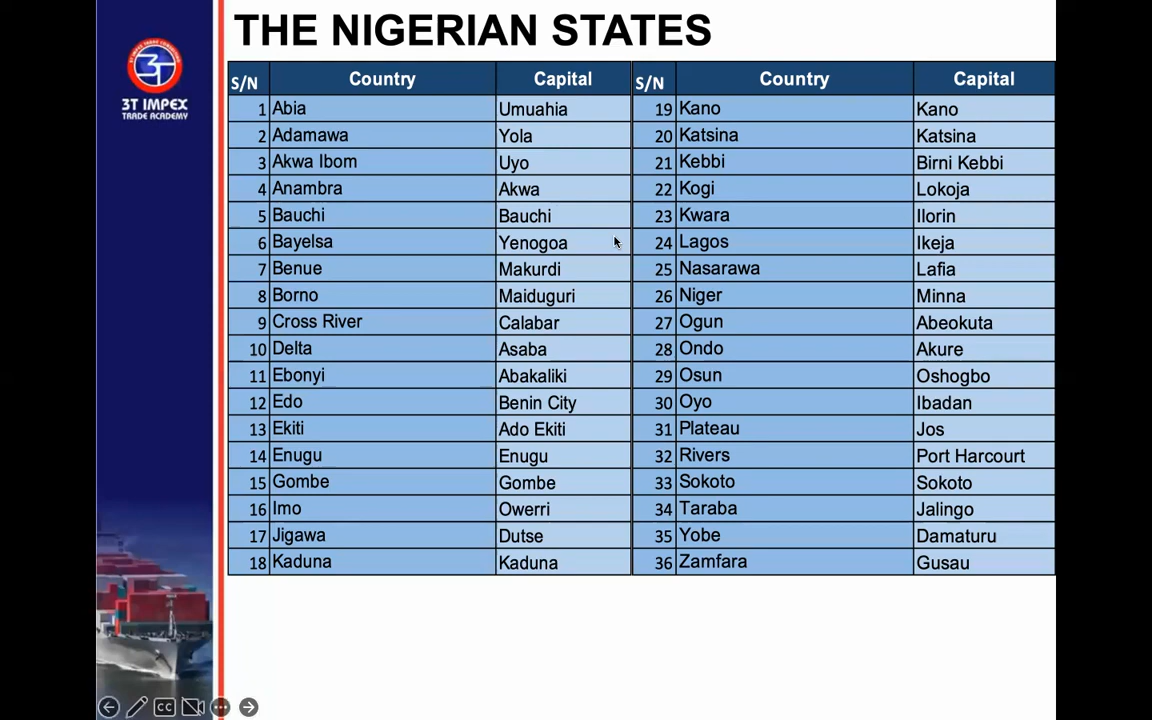 THE NIGERIAN STATES
3T IMPEX TRADE CONSULTING
3T
3T IMPEX
TRADE ACADEMY
S/N Country Capital S/N Country Capital
1 Abia Umuahia 19 Kano Kano
2 Adamawa Yola 20 Katsina Katsina
3 Akwa Ibom Uyo 21 Kebbi Birni Kebbi
4 Anambra Akwa 22 Kogi Lokoja
5 Bauchi Bauchi 23 Kwara Ilorin
6 Bayelsa Yenogoa 24 Lagos Ikeja
7 Benue Makurdi 25 Nasarawa Lafia
8 Borno Maiduguri 26 Niger Minna
9 Cross River Calabar 27 Ogun Abeokuta
10 Delta Asaba 28 Ondo Akure
11 Ebonyi Abakaliki 29 Osun Oshogbo
12 Edo Benin City 30 Oyo Ibadan
13 Ekiti Ado Ekiti 31 Plateau Jos
14 Enugu Enugu 32 Rivers Port Harcourt
15 Gombe Gombe 33 Sokoto Sokoto
16 Imo Owerri 34 Taraba Jalingo
17 Jigawa Dutse 35 Yobe Damaturu
18 Kaduna Kaduna 36 Zamfara Gusau
CC